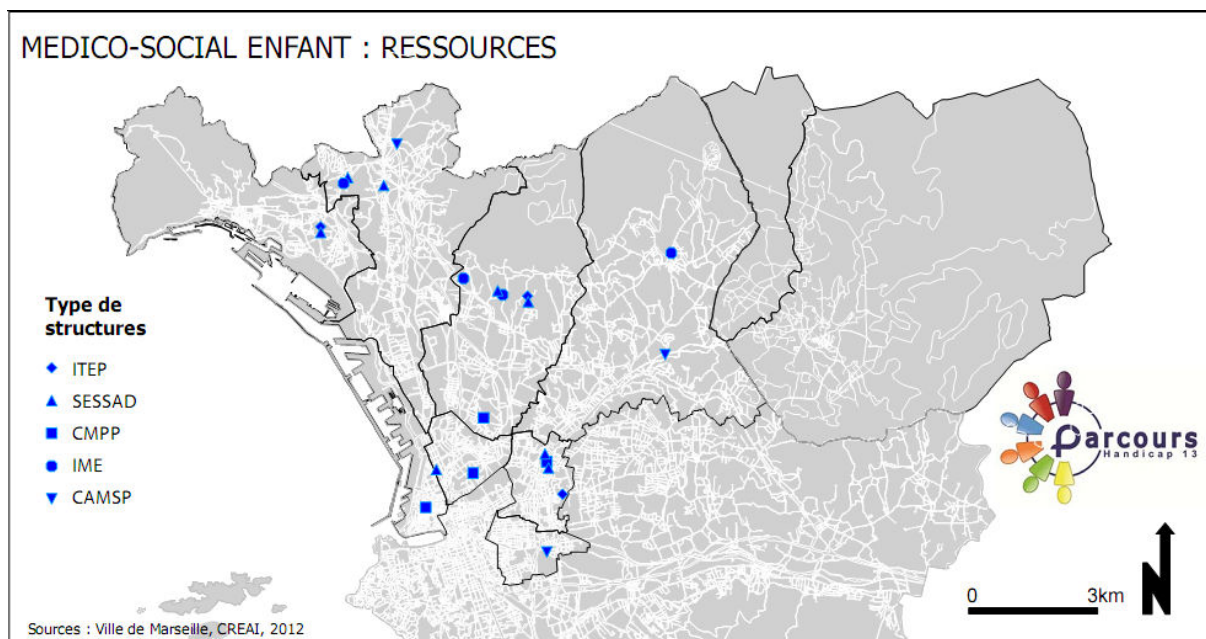 MEDICO-SOCIAL ENFANT : RESSOURCES
Type de
structures
ITEP
SESSAD
CMPP
IME
CAMSP
Parcours
Handicap 13
N
0 3km
Sources : Ville de Marseille, CREAI, 2012